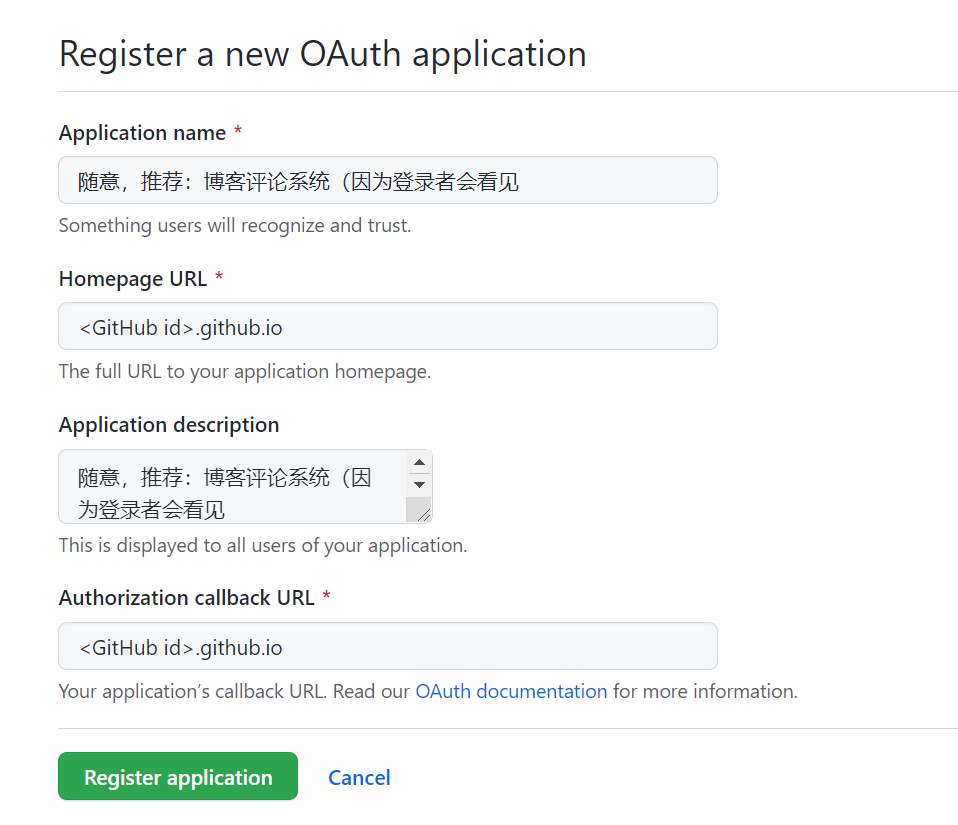 Register a new OAuth application
Application name *
随意，推荐：博客评论系统（因为登录者会看见
Something users will recognize and trust.
Homepage URL *
<GitHub id>.github.io
The full URL to your application homepage.
Application description
随意，推荐：博客评论系统（因
为登录者会看见
This is displayed to all users of your application.
Authorization callback URL *
<GitHub id>.github.io
Your application’s callback URL. Read our OAuth documentation for more information.
Register application Cancel